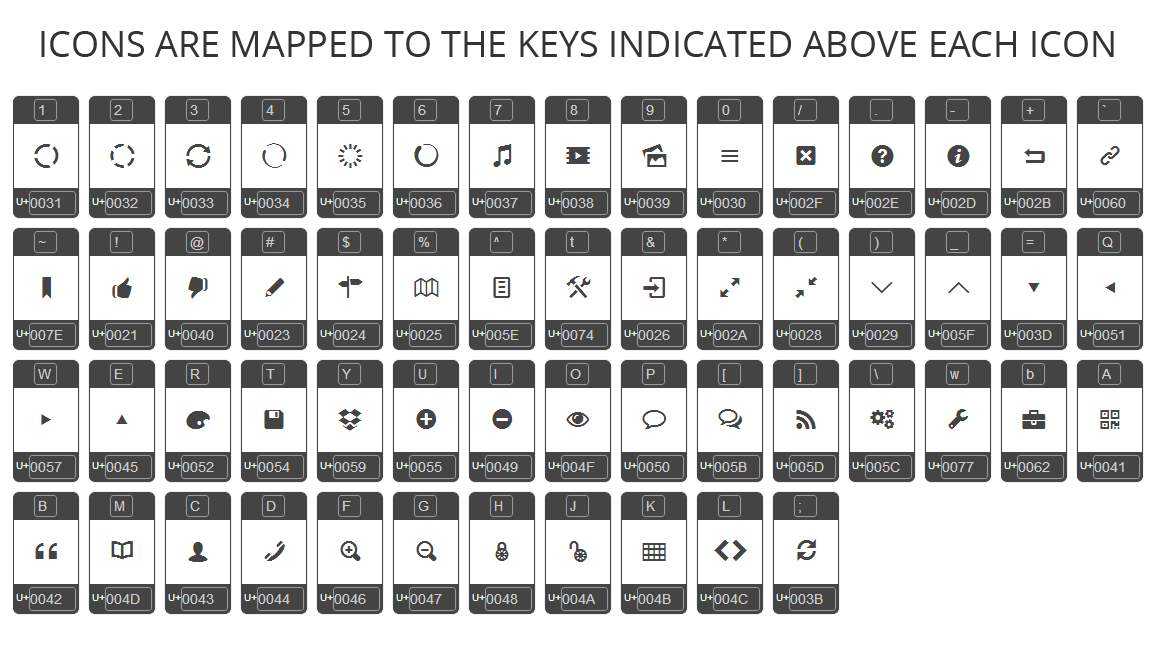 ICONS ARE MAPPED TO THE KEYS INDICATED ABOVE EACH ICON
1 2 3 4 5 6 7 8 9 0 / . - + `
U+0031 U+0032 U+0033 U+0034 U+0035 U+0036 U+0037 U+0038 U+0039 U+0030 U+002F U+002E U+002D U+002B U+0060
~ ! @ # $ % ^ t & * ( ) _ = Q
U+007E U+0021 U+0040 U+0023 U+0024 U+0025 U+005E U+0074 U+0026 U+002A U+0028 U+0029 U+005F U+003D U+0051
W E R T Y U I O P [ ] \ w b A
U+0057 U+0045 U+0052 U+0054 U+0059 U+0055 U+0049 U+004F U+0050 U+005B U+005D U+005C U+0077 U+0062 U+0041
B M C D F G H J K L ;
U+0042 U+004D U+0043 U+0044 U+0046 U+0047 U+0048 U+004A U+004B U+004C U+003B